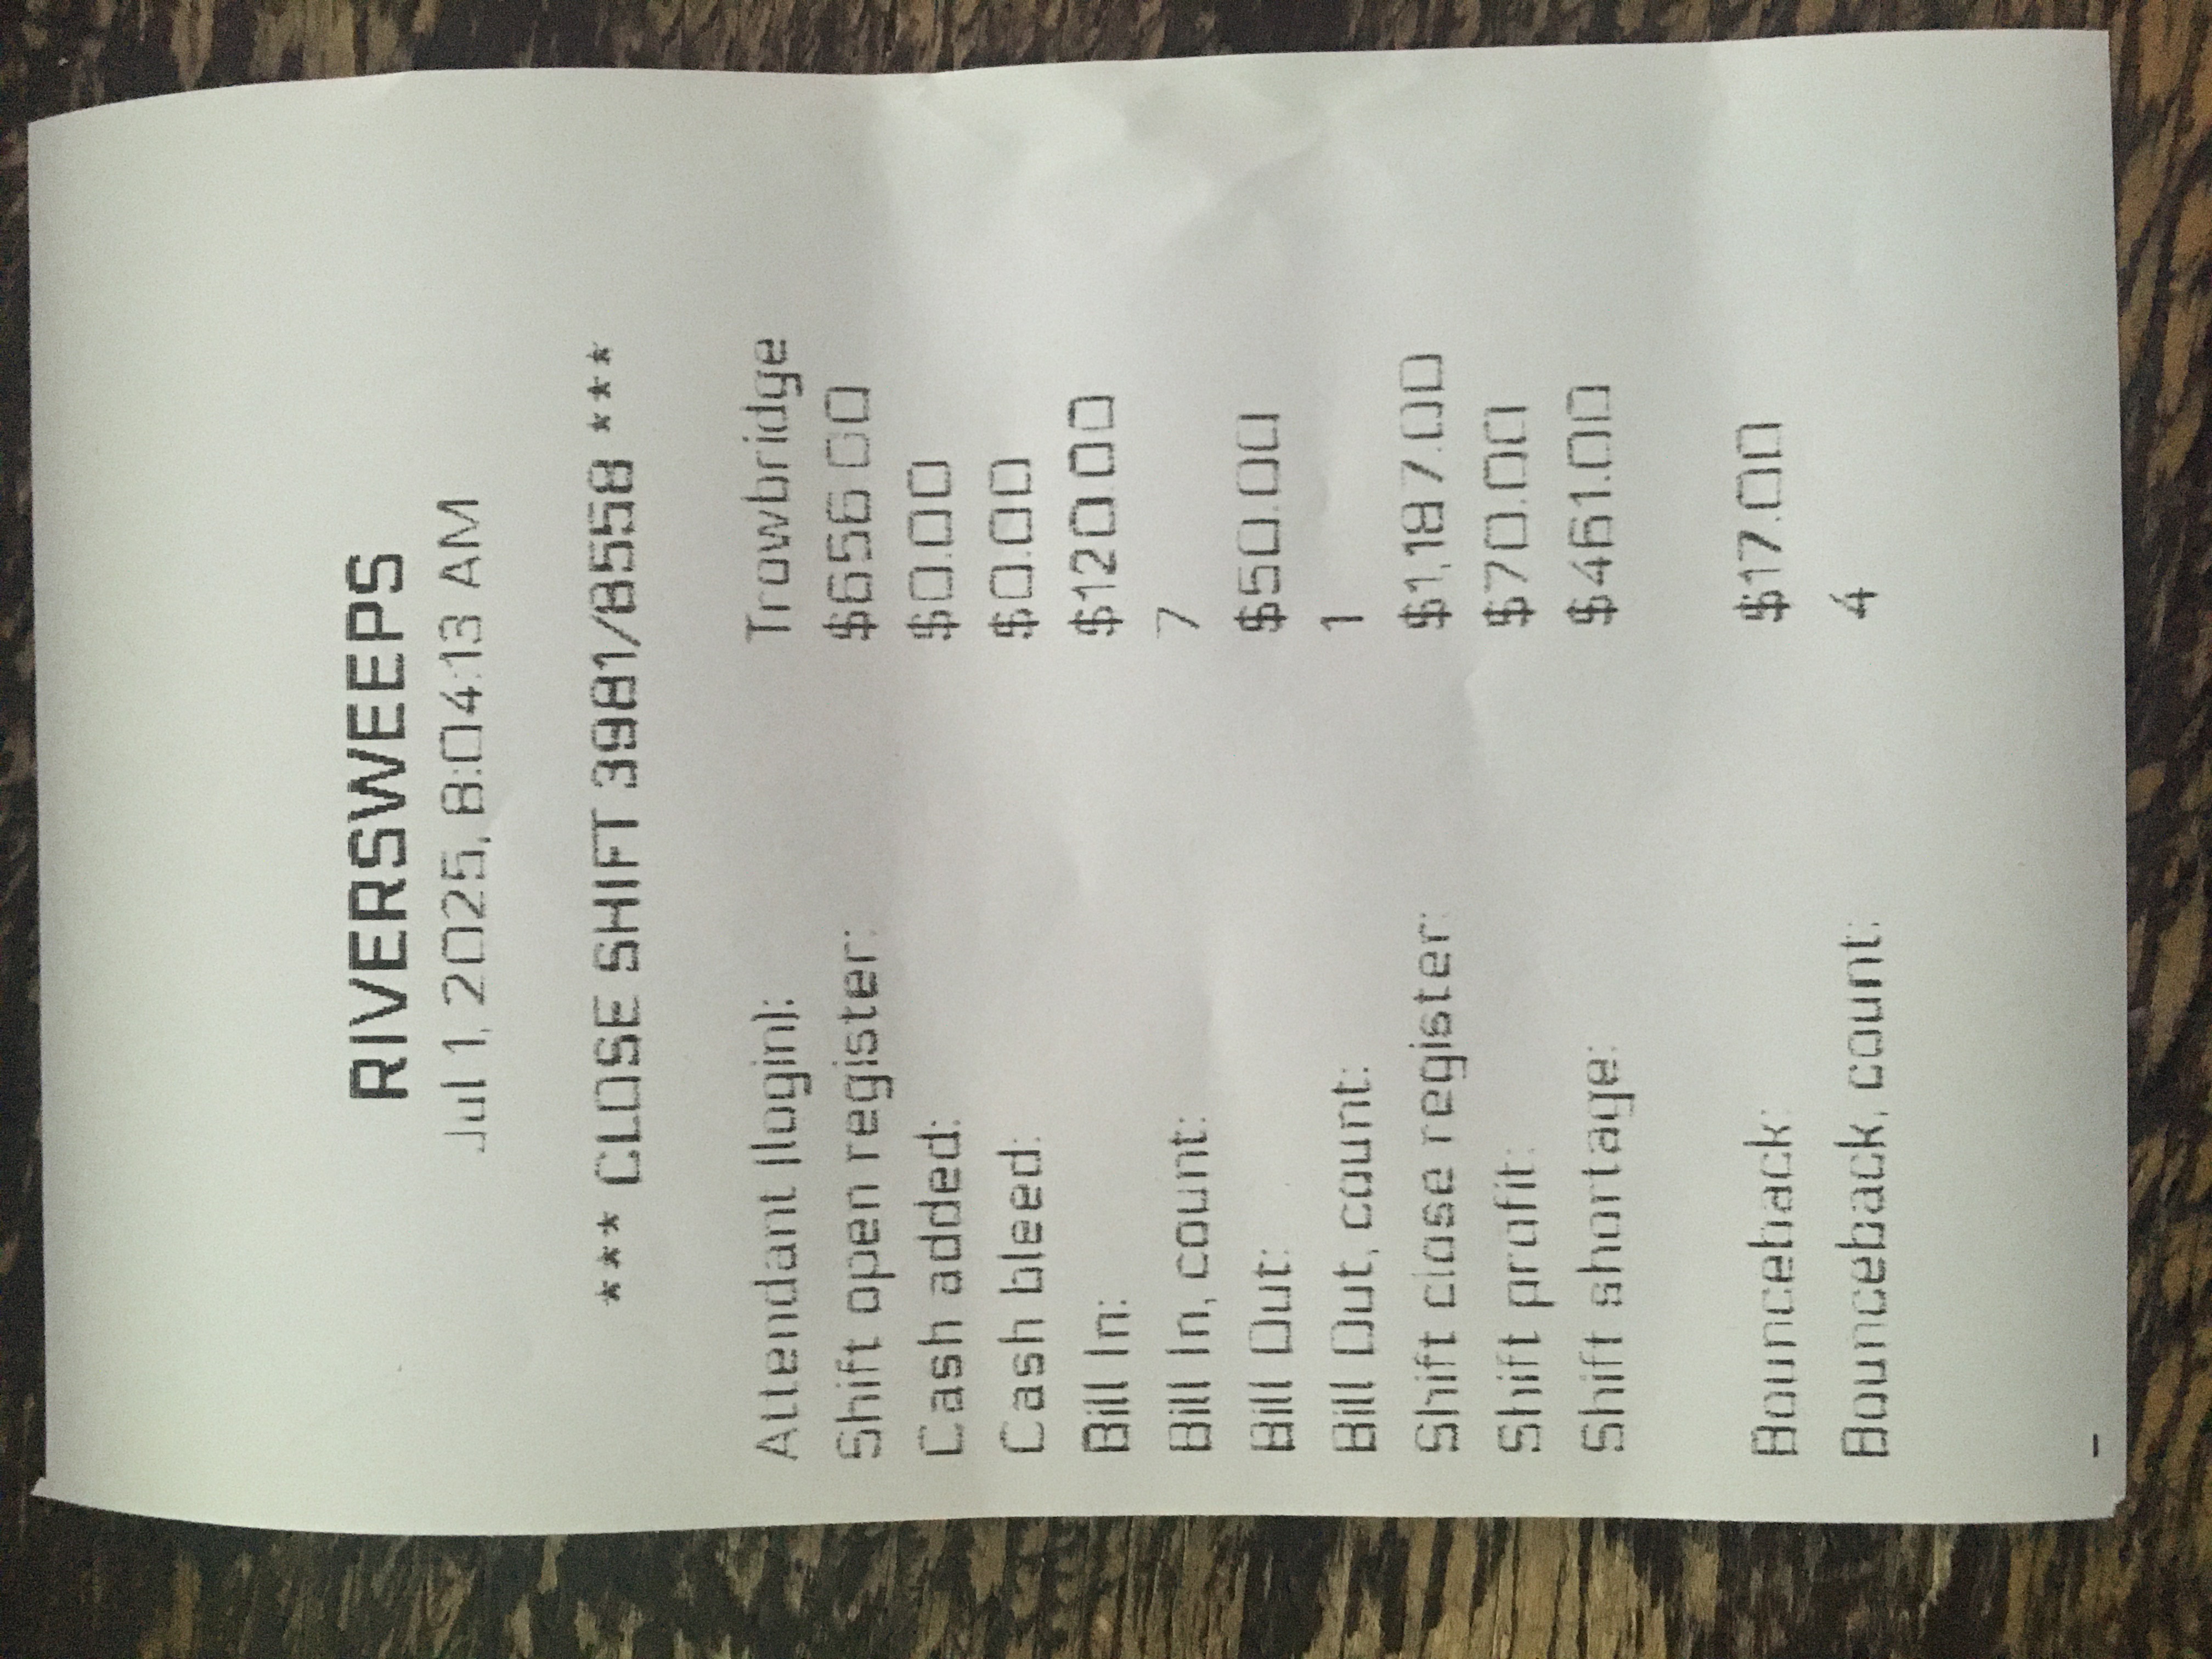 RIVERSWEEPS
Jul 1, 2025, 8:04:13 AM
*** CLOSE SHIFT 3981/8558 ***
Attendant (login): Trowbridge
Shift open register: $656.00
Cash added: $0.00
Cash bleed: $0.00
Bill In: $120.00
Bill In, count: 7
Bill Out: $50.00
Bill Out, count: 1
Shift close register: $1,187.00
Shift profit: $70.00
Shift shortage: $461.00
Bounceback: $17.00
Bounceback, count: 4